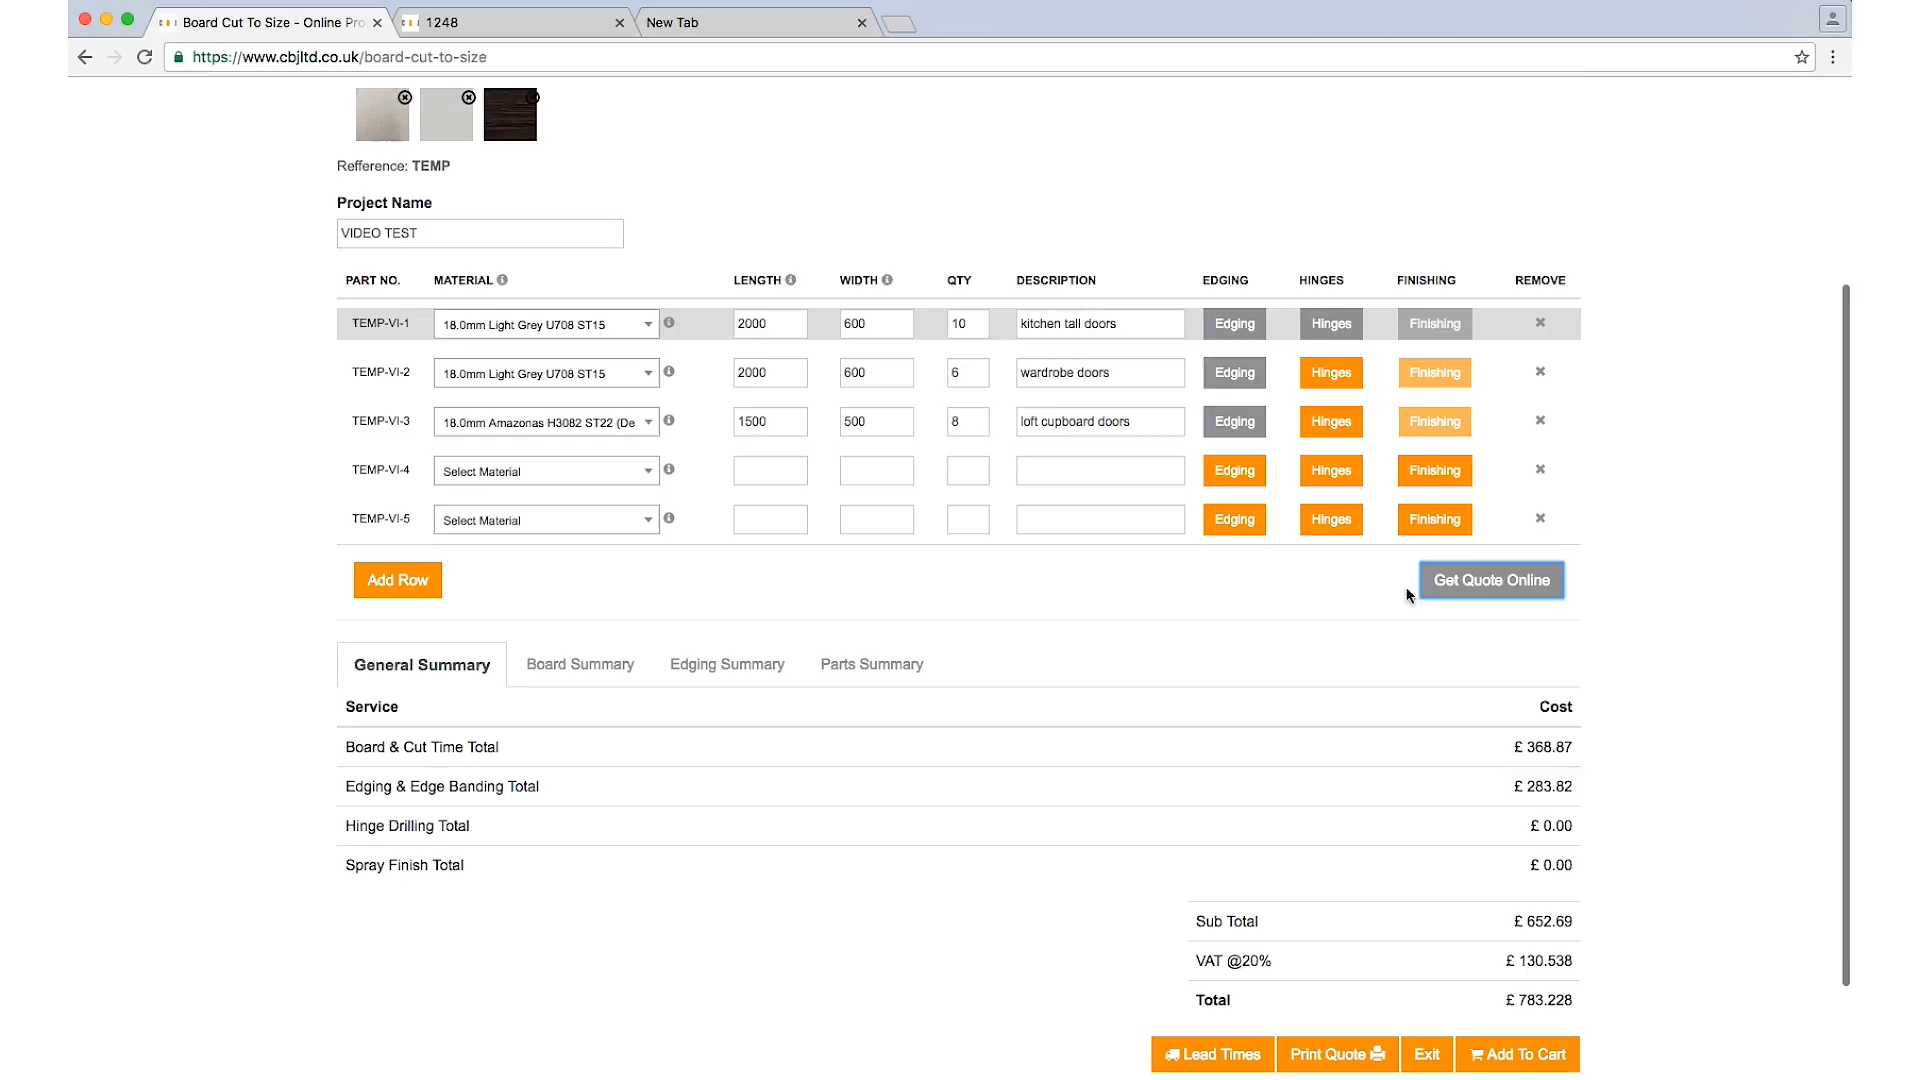 Board Cut To Size - Online Pro
1248
New Tab
https://www.cbjltd.co.uk/board-cut-to-size
Refference: TEMP
Project Name
VIDEO TEST
PART NO. MATERIAL LENGTH WIDTH QTY DESCRIPTION EDGING HINGES FINISHING REMOVE
TEMP-VI-1 18.0mm Light Grey U708 ST15 2000 600 10 kitchen tall doors Edging Hinges Finishing
TEMP-VI-2 18.0mm Light Grey U708 ST15 2000 600 6 wardrobe doors Edging Hinges Finishing
TEMP-VI-3 18.0mm Amazonas H3082 ST22 (De 1500 500 8 loft cupboard doors Edging Hinges Finishing
TEMP-VI-4 Select Material Edging Hinges Finishing
TEMP-VI-5 Select Material Edging Hinges Finishing
Add Row Get Quote Online
General Summary Board Summary Edging Summary Parts Summary
Service Cost
Board & Cut Time Total £ 368.87
Edging & Edge Banding Total £ 283.82
Hinge Drilling Total £ 0.00
Spray Finish Total £ 0.00
Sub Total £ 652.69
VAT @20% £ 130.538
Total £ 783.228
Lead Times Print Quote Exit Add To Cart